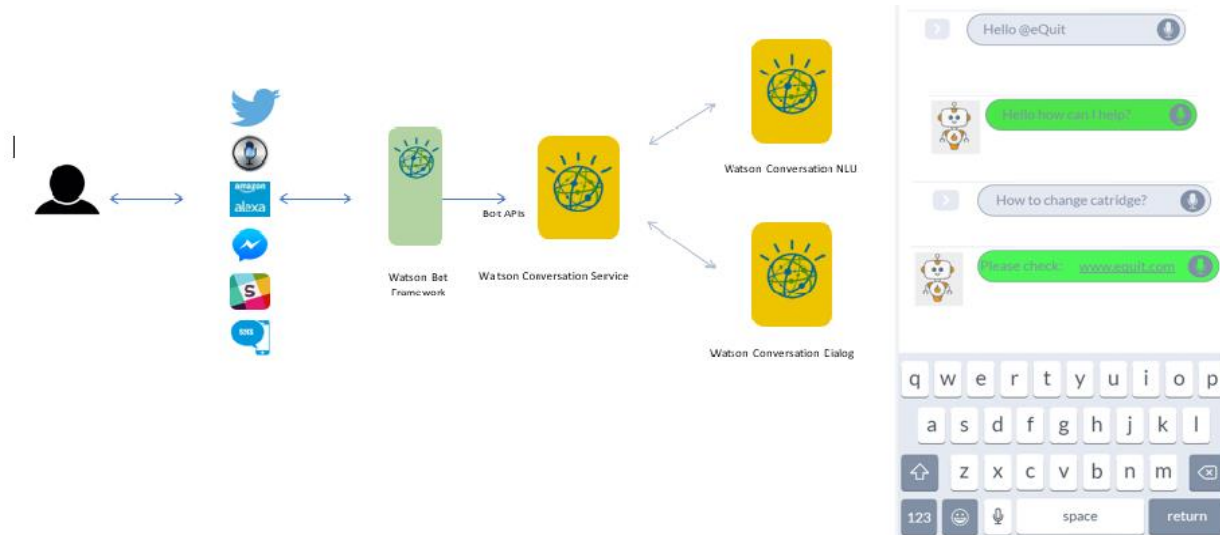 amazon
alexa
S
SMS
Bot APIs
Watson Bot
Framework
Watson Conversation Service
Watson Conversation NLU
Watson Conversation Dialog
Hello @eQuit
Hello how can I help?
How to change catridge?
Please check: www.equit.com
q w e r t y u i o p
a s d f g h j k l
z x c v b n m
123 space return